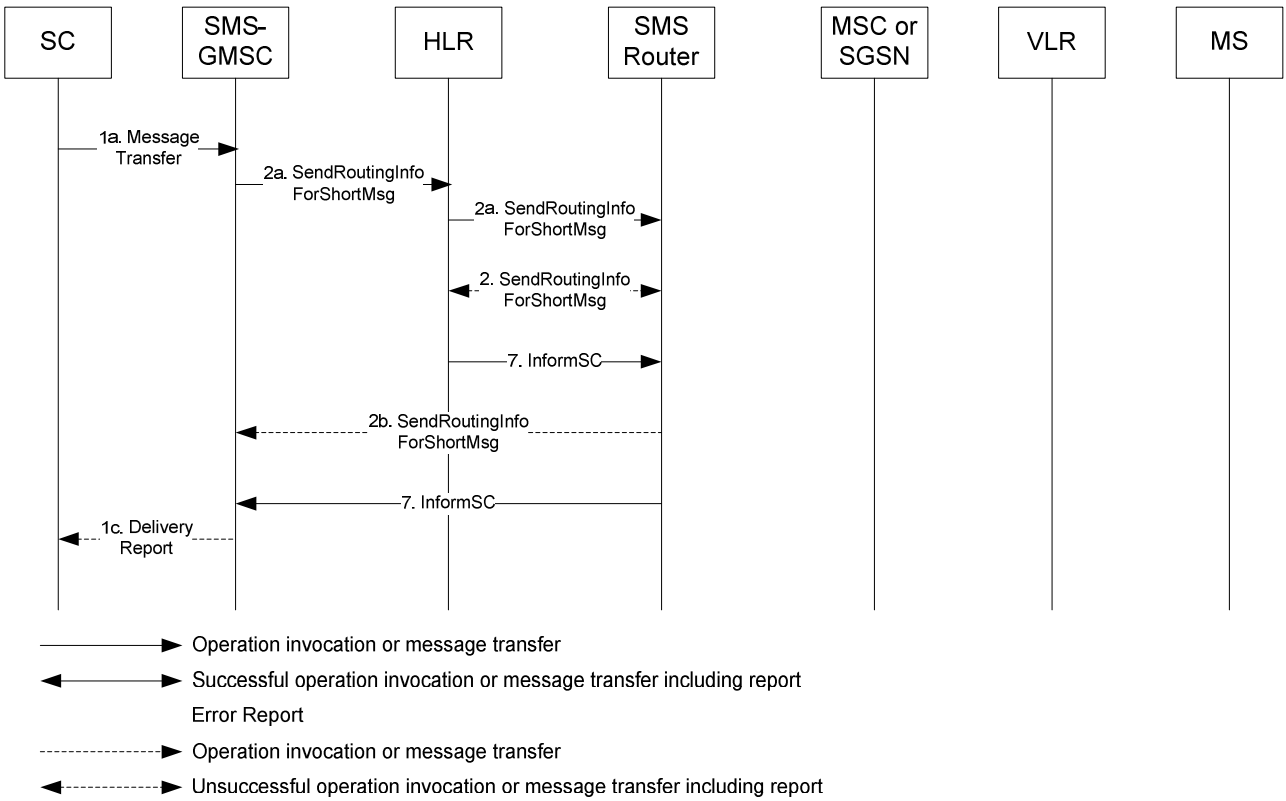 SC
SMS-
GMSC
HLR
SMS
Router
MSC or
SGSN
VLR
MS
1a. Message
Transfer
2a. SendRoutingInfo
ForShortMsg
2a. SendRoutingInfo
ForShortMsg
2. SendRoutingInfo
ForShortMsg
7. InformSC
2b. SendRoutingInfo
ForShortMsg
7. InformSC
1c. Delivery
Report
Operation invocation or message transfer
Successful operation invocation or message transfer including report
Error Report
Operation invocation or message transfer
Unsuccessful operation invocation or message transfer including report